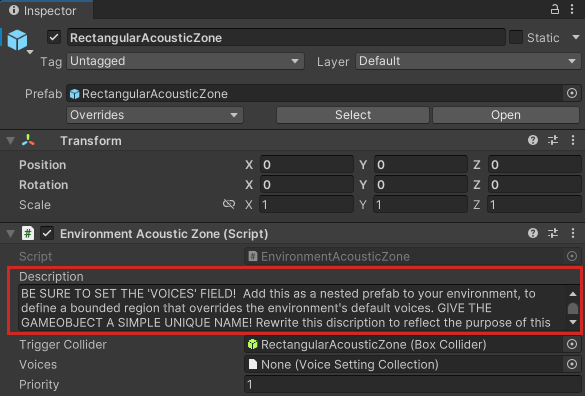 Inspector
RectangularAcousticZone Static
Tag Untagged Layer Default
Prefab RectangularAcousticZone
Overrides Select Open
Transform
Position X 0 Y 0 Z 0
Rotation X 0 Y 0 Z 0
Scale X 1 Y 1 Z 1
# Environment Acoustic Zone (Script)
Script # EnvironmentAcousticZone
Description
BE SURE TO SET THE 'VOICES' FIELD! Add this as a nested prefab to your environment, to
define a bounded region that overrides the environment's default voices. GIVE THE
GAMEOBJECT A SIMPLE UNIQUE NAME! Rewrite this discription to reflect the purpose of this
Trigger Collider RectangularAcousticZone (Box Collider)
Voices None (Voice Setting Collection)
Priority 1